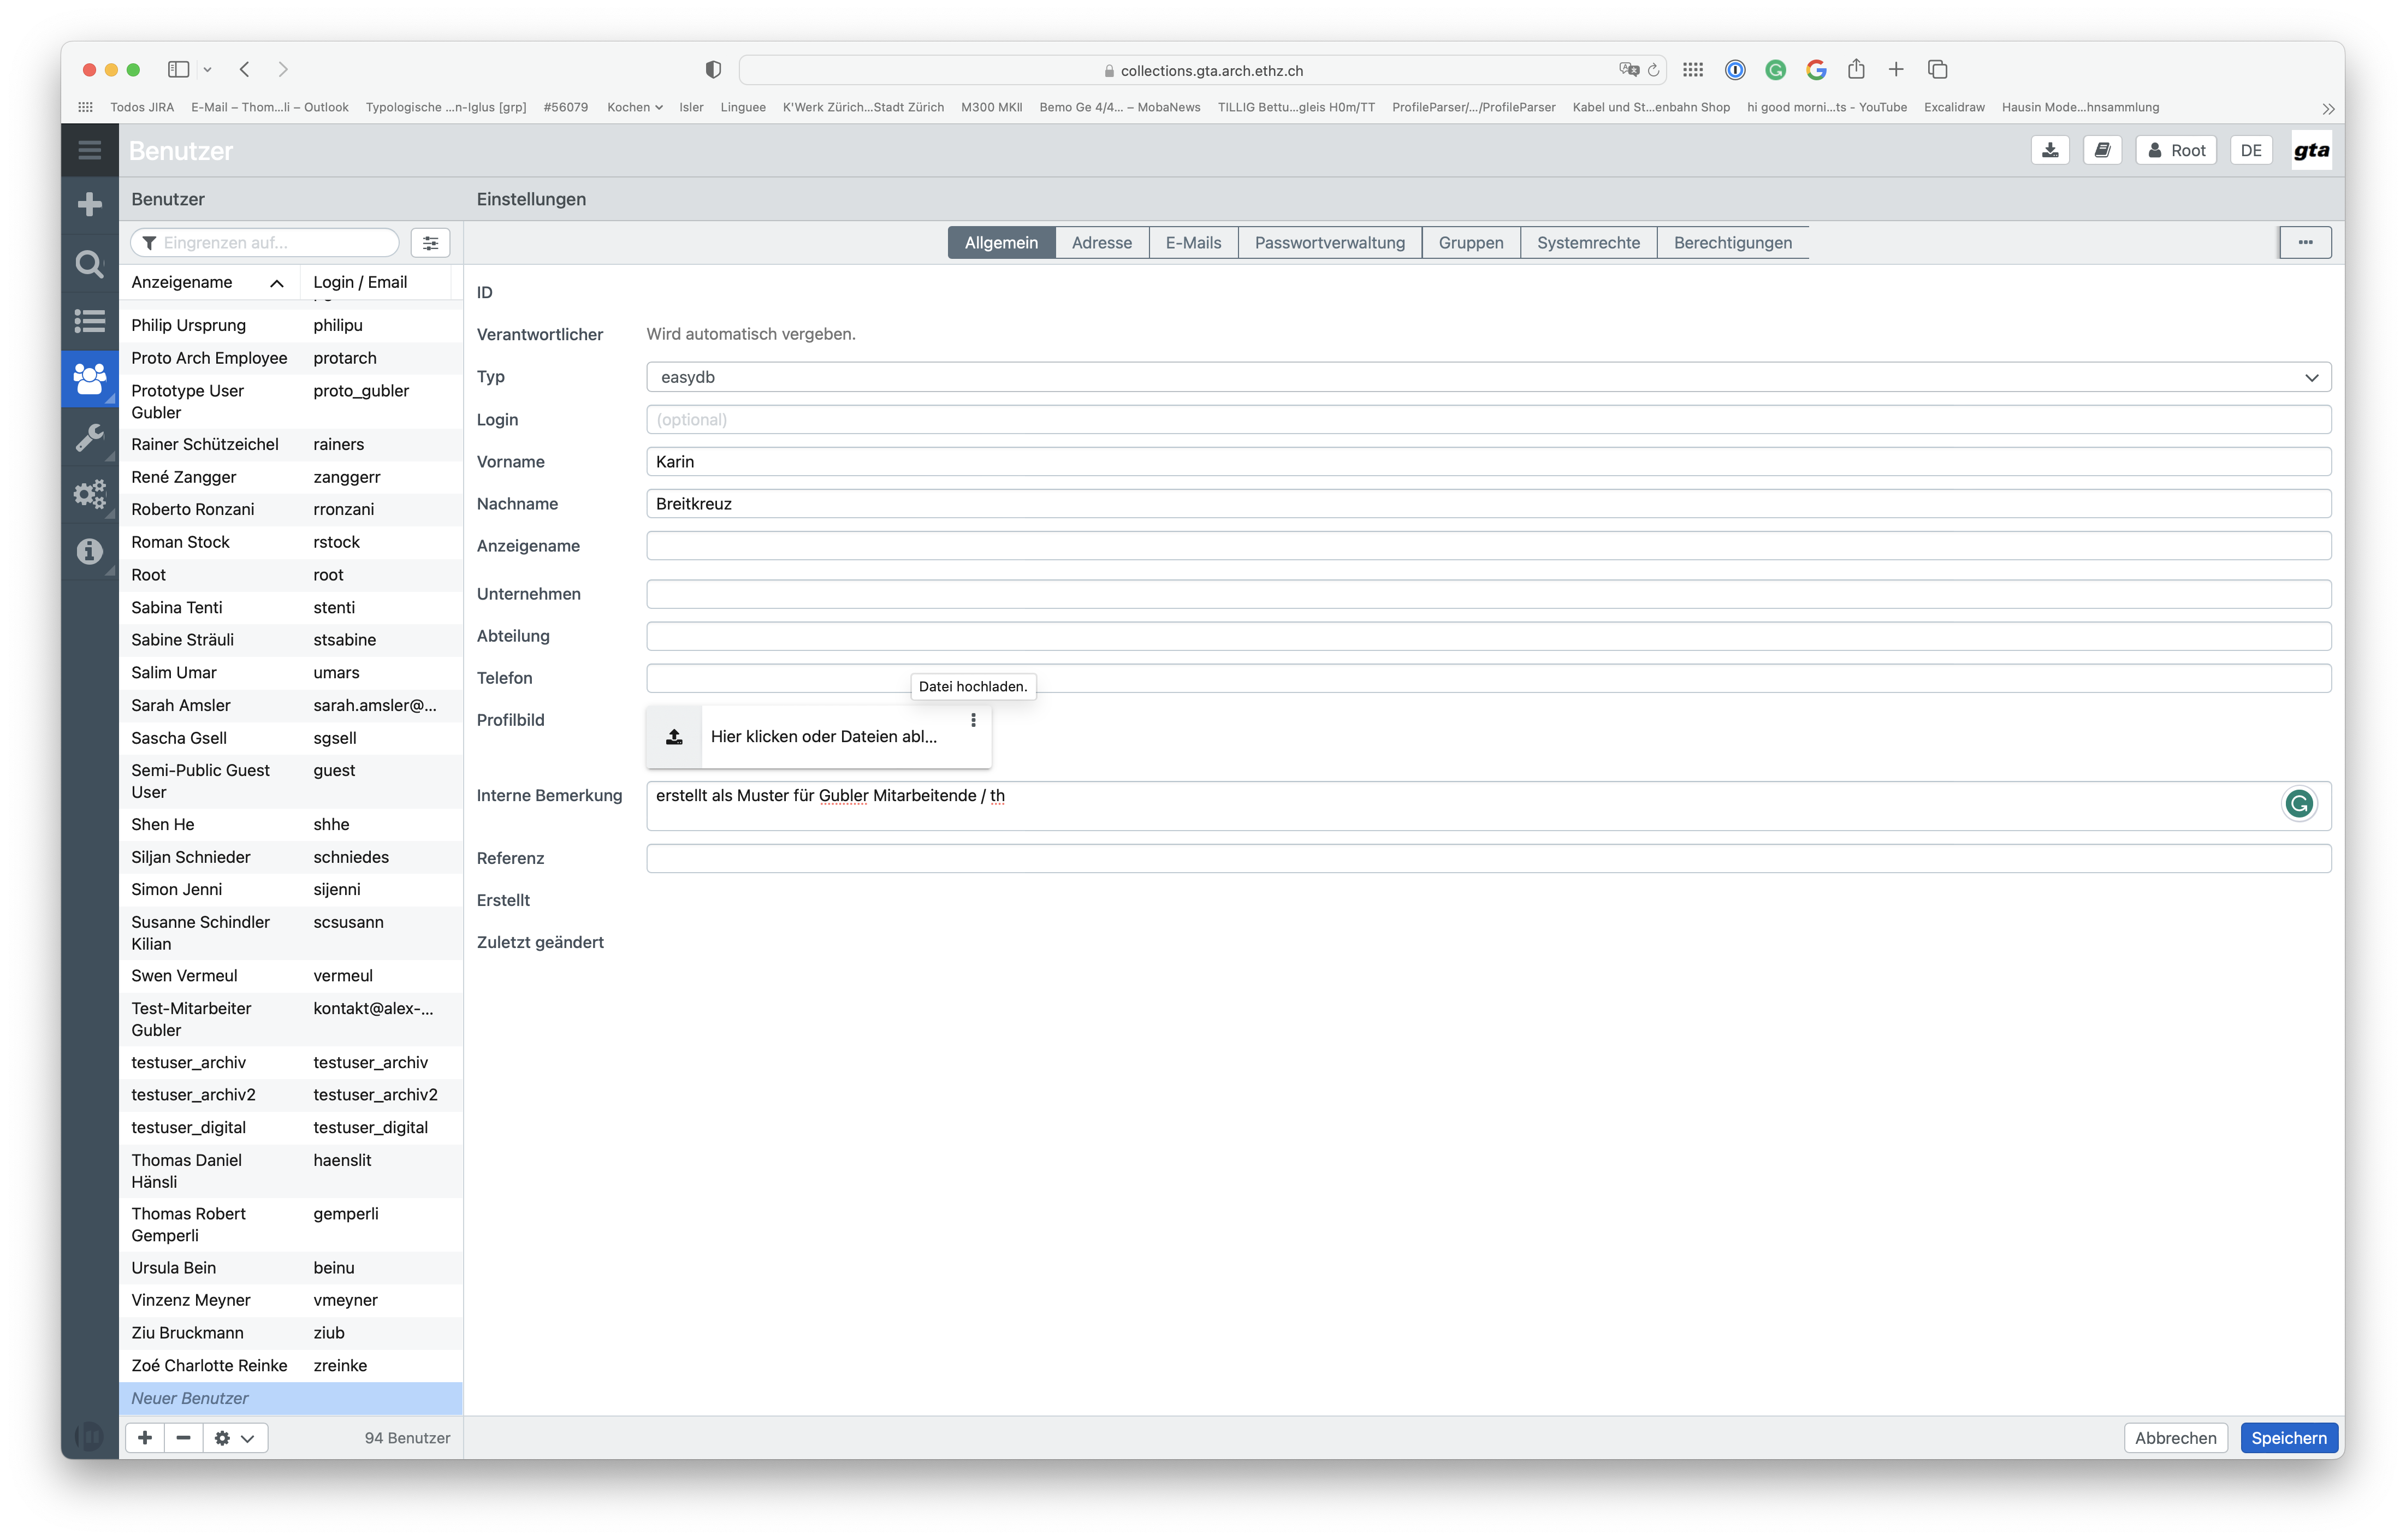 collections.gta.arch.ethz.ch
Todos JIRA E-Mail – Thom...li – Outlook Typologische ...n-Iglus [grp] #56079 Kochen Isler Linguee K'Werk Zürich...Stadt Zürich M300 MKII Bemo Ge 4/4... – MobaNews TILLIG Bettu...gleis H0m/TT ProfileParser/.../ProfileParser Kabel und St...enbahn Shop hi good morni...ts - YouTube Excalidraw Hausin Mode...hnsammlung
Benutzer Root DE gta
Benutzer Einstellungen
Eingrenzen auf... Allgemein Adresse E-Mails Passwortverwaltung Gruppen Systemrechte Berechtigungen
Anzeigename Login / Email
Philip Ursprung philipu
Proto Arch Employee protarch
Prototype User proto_gubler
Gubler
Rainer Schützeichel rainers
René Zangger zanggerr
Roberto Ronzani rronzani
Roman Stock rstock
Root root
Sabina Tenti stenti
Sabine Sträuli stsabine
Salim Umar umars
Sarah Amsler sarah.amsler@...
Sascha Gsell sgsell
Semi-Public Guest guest
User
Shen He shhe
Siljan Schnieder schniedes
Simon Jenni sijenni
Susanne Schindler scsusann
Kilian
Swen Vermeul vermeul
Test-Mitarbeiter kontakt@alex-...
Gubler
testuser_archiv testuser_archiv
testuser_archiv2 testuser_archiv2
testuser_digital testuser_digital
Thomas Daniel haenslit
Hänsli
Thomas Robert gemperli
Gemperli
Ursula Bein beinu
Vinzenz Meyner vmeyner
Ziu Bruckmann ziub
Zoé Charlotte Reinke zreinke
Neuer Benutzer
94 Benutzer
ID
Verantwortlicher Wird automatisch vergeben.
Typ easydb
Login (optional)
Vorname Karin
Nachname Breitkreuz
Anzeigename
Unternehmen
Abteilung
Telefon
Datei hochladen.
Profilbild
Hier klicken oder Dateien abl...
Interne Bemerkung erstellt als Muster für Gubler Mitarbeitende / th
Referenz
Erstellt
Zuletzt geändert
Abbrechen Speichern